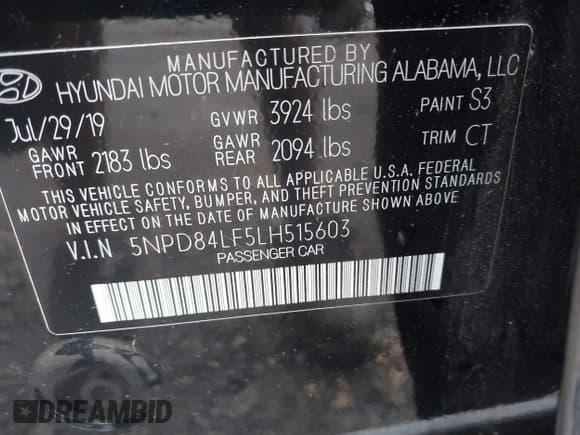 MANUFACTURED BY
HYUNDAI MOTOR MANUFACTURING ALABAMA, LLC
Jul/29/19 GVWR 3924 lbs PAINT S3
GAWR FRONT 2183 lbs GAWR REAR 2094 lbs TRIM CT
THIS VEHICLE CONFORMS TO ALL APPLICABLE U.S.A. FEDERAL
MOTOR VEHICLE SAFETY, BUMPER, AND THEFT PREVENTION STANDARDS
IN EFFECT ON THE DATE OF MANUFACTURE SHOWN ABOVE.
V.I.N 5NPD84LF5LH515603
PASSENGER CAR
DREAMBID